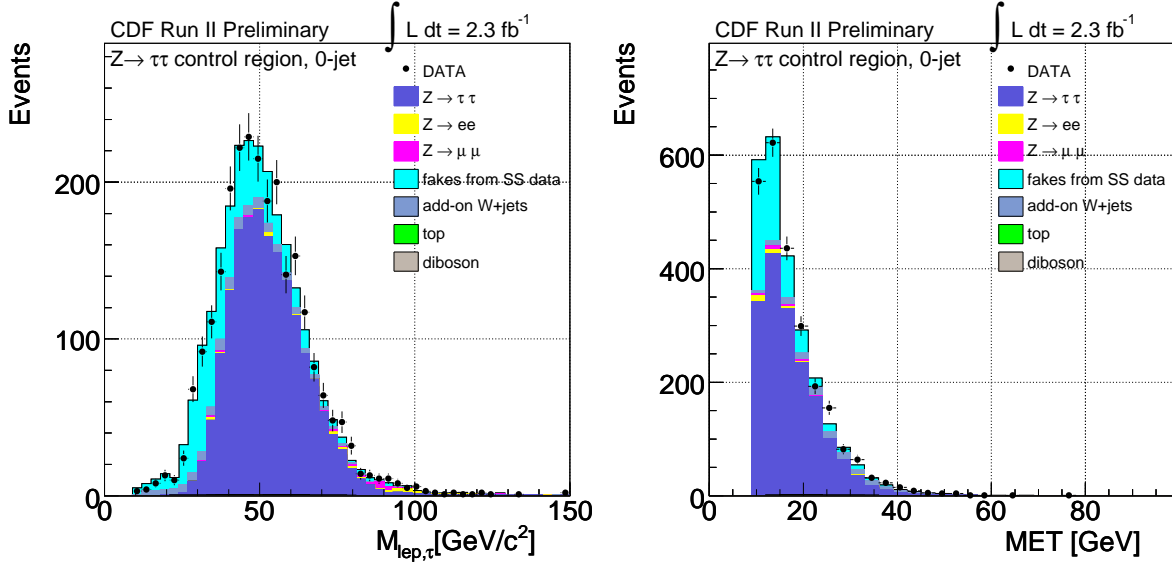 CDF Run II Preliminary ∫ L dt = 2.3 fb⁻¹
Z→ ττ control region, 0-jet
Events
DATA
Z → τ τ
Z → ee
Z → μ μ
fakes from SS data
add-on W+jets
top
diboson
200
100
0
0 50 100 150
M_lep,τ[GeV/c²]
CDF Run II Preliminary ∫ L dt = 2.3 fb⁻¹
Z→ ττ control region, 0-jet
Events
DATA
Z → τ τ
Z → ee
Z → μ μ
fakes from SS data
add-on W+jets
top
diboson
600
400
200
0
0 20 40 60 80
MET [GeV]